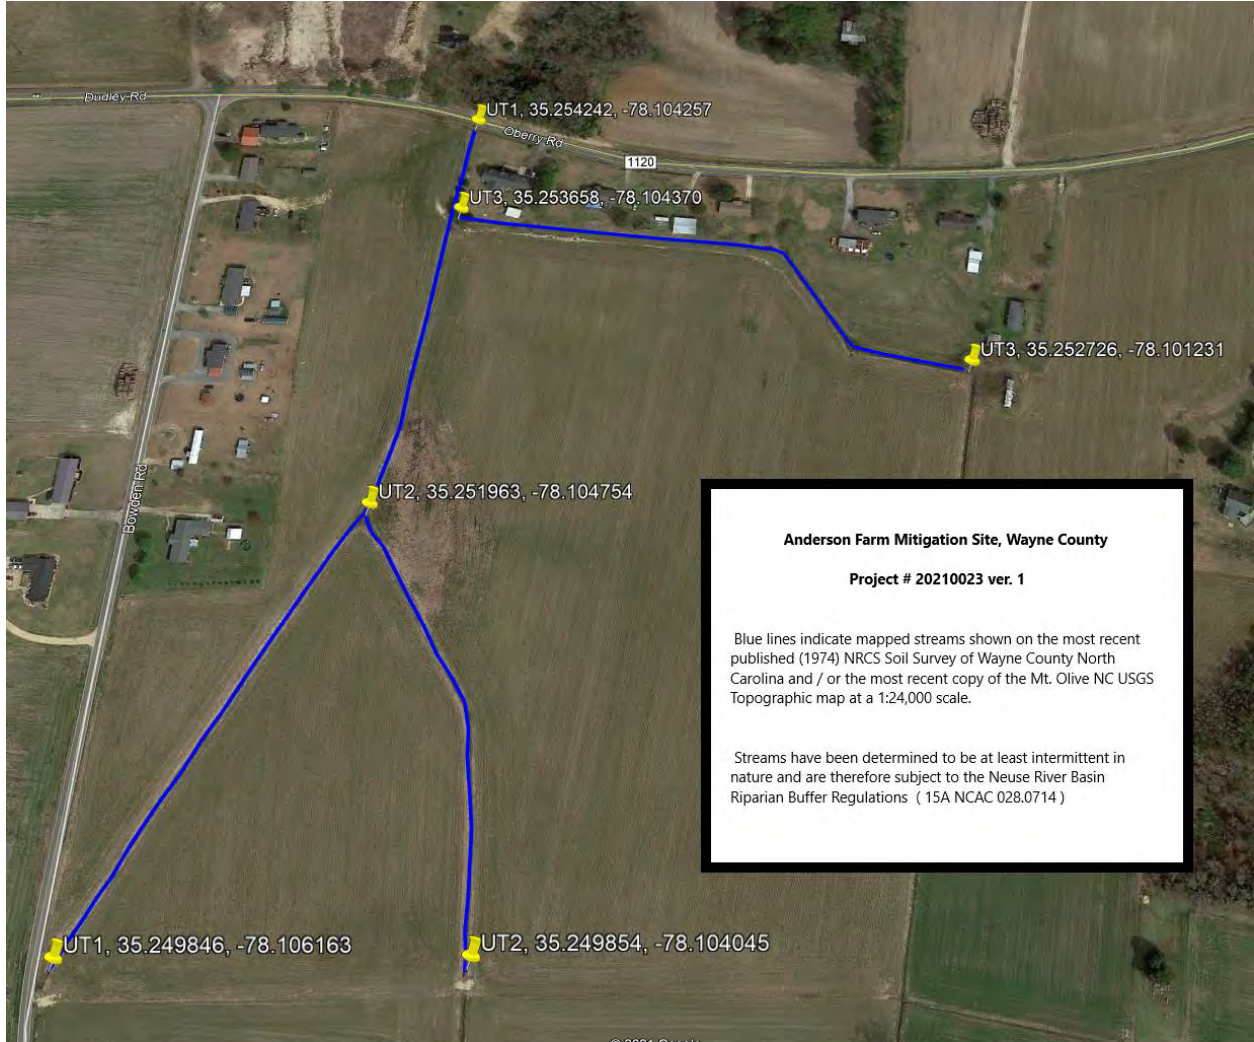 Dudley Rd
UT1, 35.254242, -78.104257
Oberry Rd
1120
UT3, 35.253658, -78.104370
UT3, 35.252726, -78.101231
Bowden Rd
UT2, 35.251963, -78.104754
Anderson Farm Mitigation Site, Wayne County
Project # 20210023 ver. 1
Blue lines indicate mapped streams shown on the most recent
published (1974) NRCS Soil Survey of Wayne County North
Carolina and / or the most recent copy of the Mt. Olive NC USGS
Topographic map at a 1:24,000 scale.
Streams have been determined to be at least intermittent in
nature and are therefore subject to the Neuse River Basin
Riparian Buffer Regulations ( 15A NCAC 028.0714 )
UT1, 35.249846, -78.106163
UT2, 35.249854, -78.104045